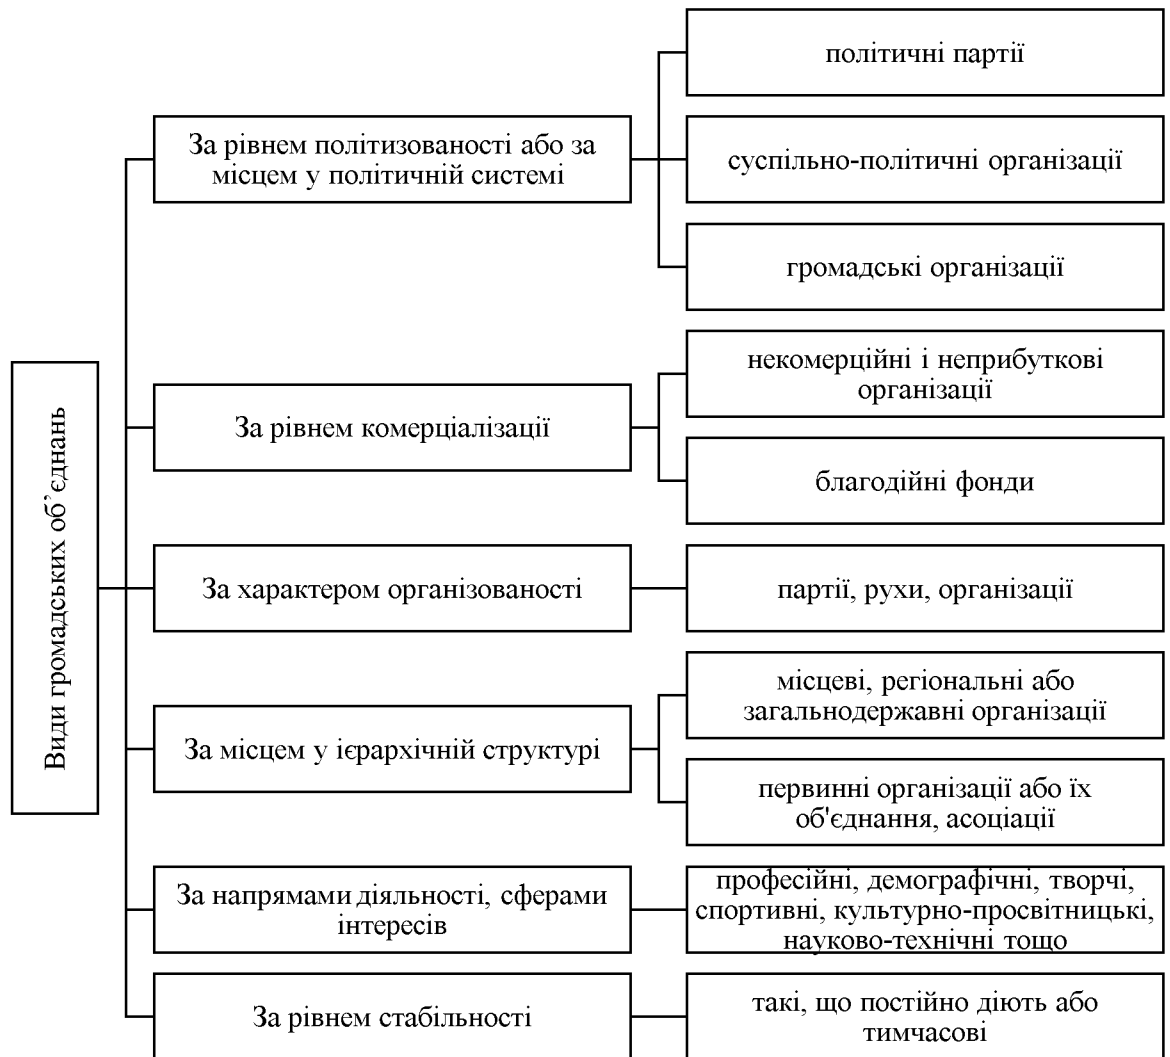 Види громадських об’єднань
За рівнем політизованості або за
місцем у політичній системі
політичні партії
суспільно-політичні організації
громадські організації
За рівнем комерціалізації
некомерційні і неприбуткові
організації
благодійні фонди
За характером організованості
партії, рухи, організації
За місцем у ієрархічній структурі
місцеві, регіональні або
загальнодержавні організації
первинні організації або їх
об'єднання, асоціації
За напрямами діяльності, сферами
інтересів
професійні, демографічні, творчі,
спортивні, культурно-просвітницькі,
науково-технічні тощо
За рівнем стабільності
такі, що постійно діють або
тимчасові